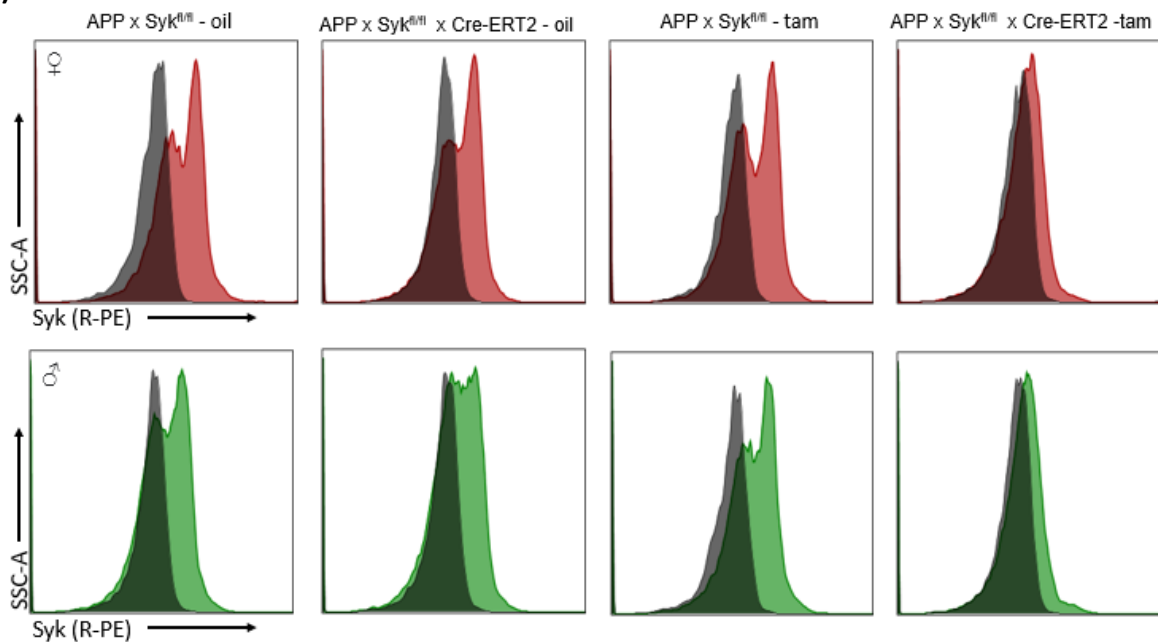 APP x Syk^fl/fl - oil
APP x Syk^fl/fl x Cre-ERT2 - oil
APP x Syk^fl/fl - tam
APP x Syk^fl/fl x Cre-ERT2 -tam
♀
SSC-A
Syk (R-PE)
♂
SSC-A
Syk (R-PE)